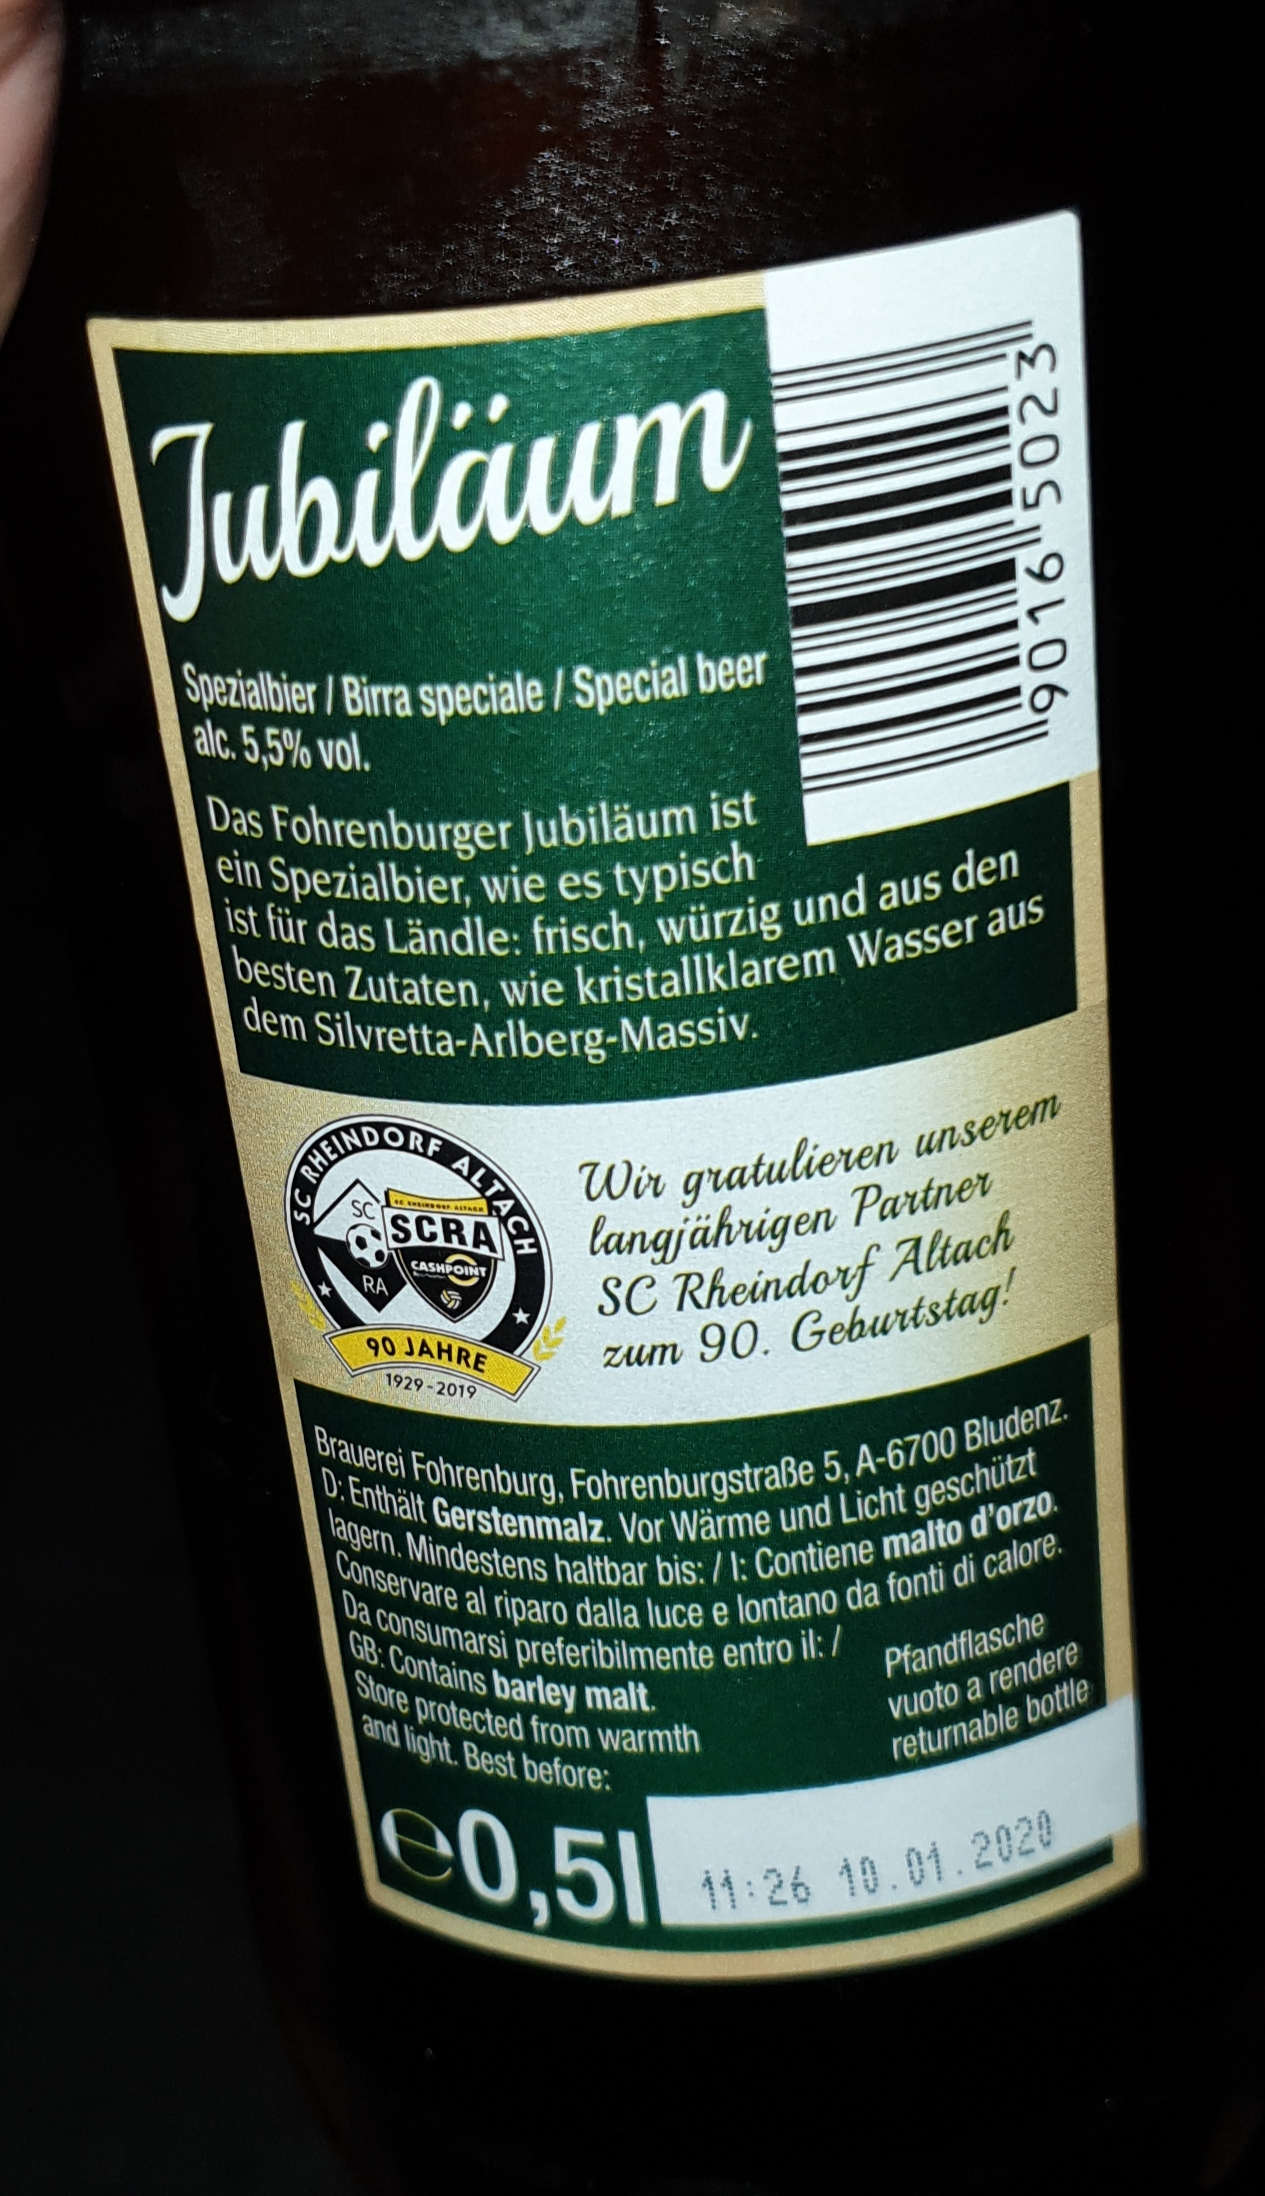 Jubiläum
9016 5023
Spezialbier / Birra speciale / Special beer
alc. 5,5% vol.
Das Fohrenburger Jubiläum ist
ein Spezialbier, wie es typisch
ist für das Ländle: frisch, würzig und aus den
besten Zutaten, wie kristallklarem Wasser aus
dem Silvretta-Arlberg-Massiv.
SC RHEINDORF ALTACH
SC
RA
SC RHEINDORF ALTACH
SCRA
CASHPOINT
90 JAHRE
1929-2019
Wir gratulieren unserem
langjährigen Partner
SC Rheindorf Altach
zum 90. Geburtstag!
Brauerei Fohrenburg, Fohrenburgstraße 5, A-6700 Bludenz.
D: Enthält Gerstenmalz. Vor Wärme und Licht geschützt
lagern. Mindestens haltbar bis: / I: Contiene malto d'orzo.
Conservare al riparo dalla luce e lontano da fonti di calore.
Da consumarsi preferibilmente entro il: /
GB: Contains barley malt.
Store protected from warmth
and light. Best before:
Pfandflasche
vuoto a rendere
returnable bottle
℮0,5l
11:26 10.01.2020